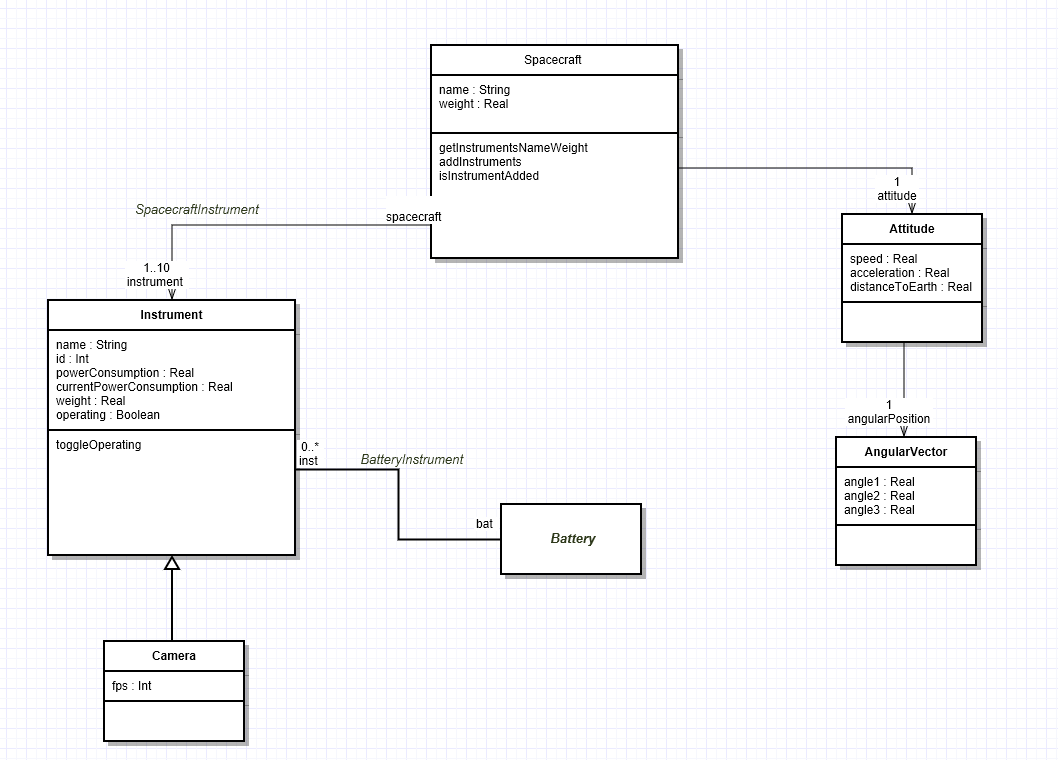 Spacecraft
name : String
weight : Real
getInstrumentsNameWeight
addInstruments
isInstrumentAdded
1
attitude
SpacecraftInstrument
spacecraft
Attitude
speed : Real
acceleration : Real
distanceToEarth : Real
1..10
instrument
Instrument
name : String
id : Int
powerConsumption : Real
currentPowerConsumption : Real
weight : Real
operating : Boolean
toggleOperating
1
angularPosition
0..*
inst
BatteryInstrument
AngularVector
angle1 : Real
angle2 : Real
angle3 : Real
bat
Battery
Camera
fps : Int